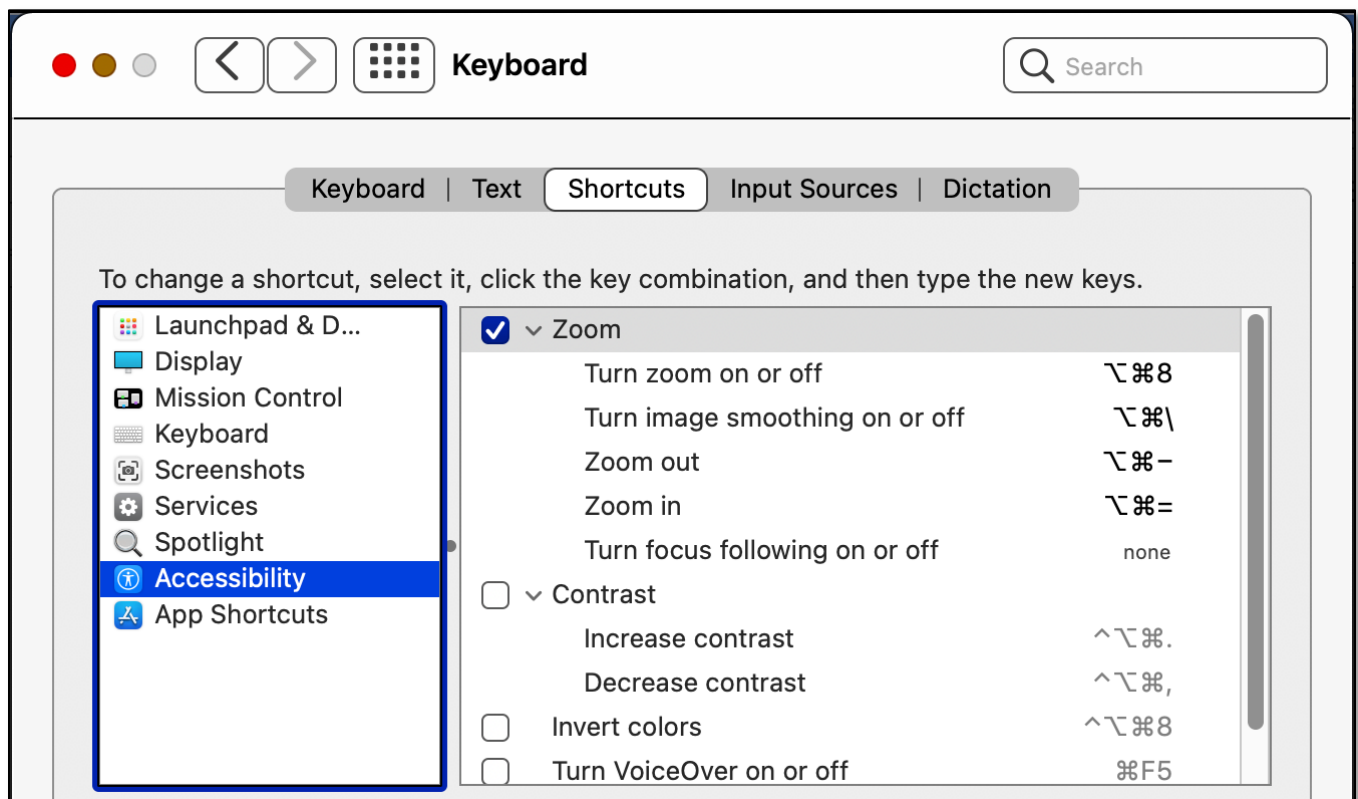 Keyboard
Search
Keyboard | Text Shortcuts Input Sources | Dictation
To change a shortcut, select it, click the key combination, and then type the new keys.
Launchpad & D...
Display
Mission Control
Keyboard
Screenshots
Services
Spotlight
Accessibility
App Shortcuts
Zoom
Turn zoom on or off ⌥⌘8
Turn image smoothing on or off ⌥⌘\
Zoom out ⌥⌘-
Zoom in ⌥⌘=
Turn focus following on or off none
Contrast
Increase contrast ^⌥⌘.
Decrease contrast ^⌥⌘,
Invert colors ^⌥⌘8
Turn VoiceOver on or off ⌘F5